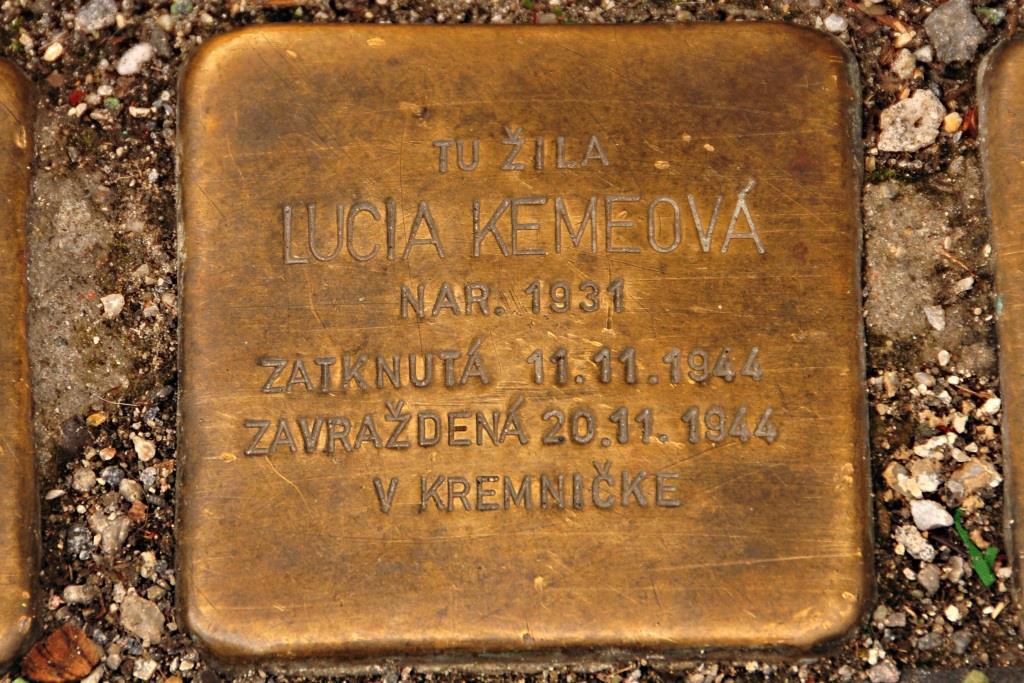 TU ŽILA
LUCIA KEMEOVÁ
NAR. 1931
ZATKNUTÁ 11.11.1944
ZAVRAŽDENÁ 20.11.1944
V KREMNIČKE